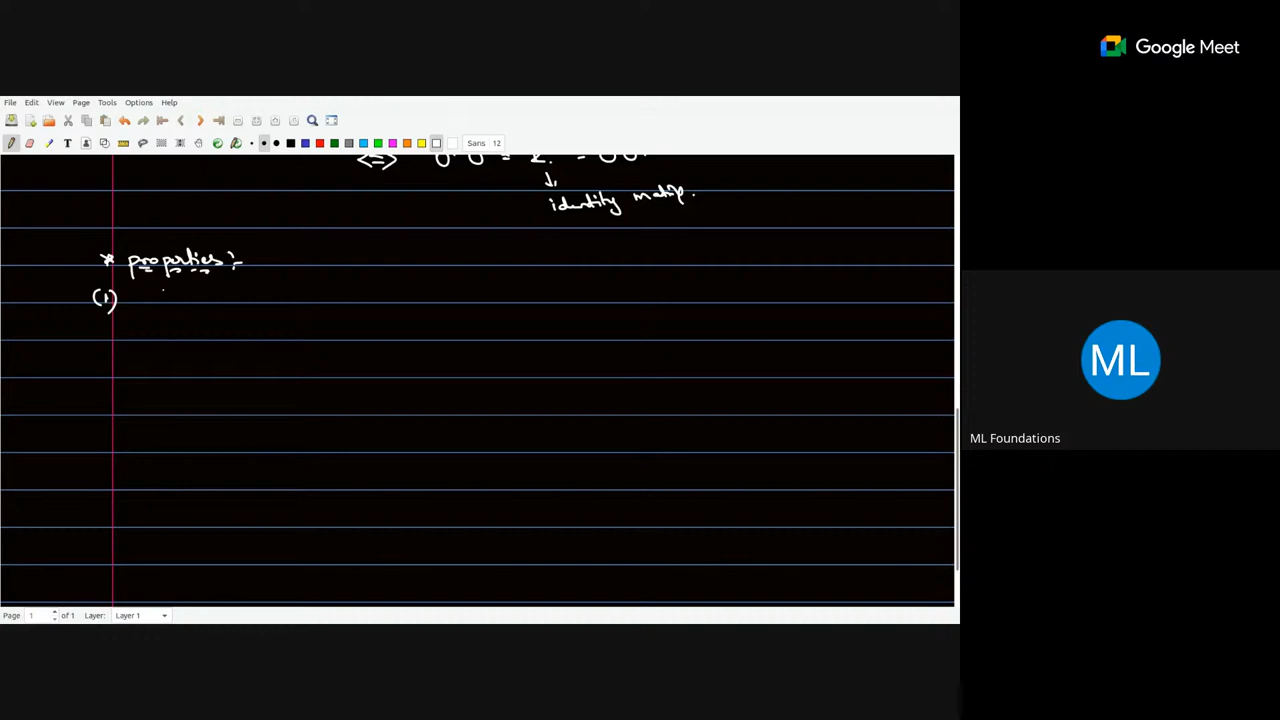 Google Meet
File Edit View Page Tools Options Help
T Sans 12
<=>
identity matrix.
* properties :-
(1)
ML
ML Foundations
Page 1 of 1 Layer: Layer 1